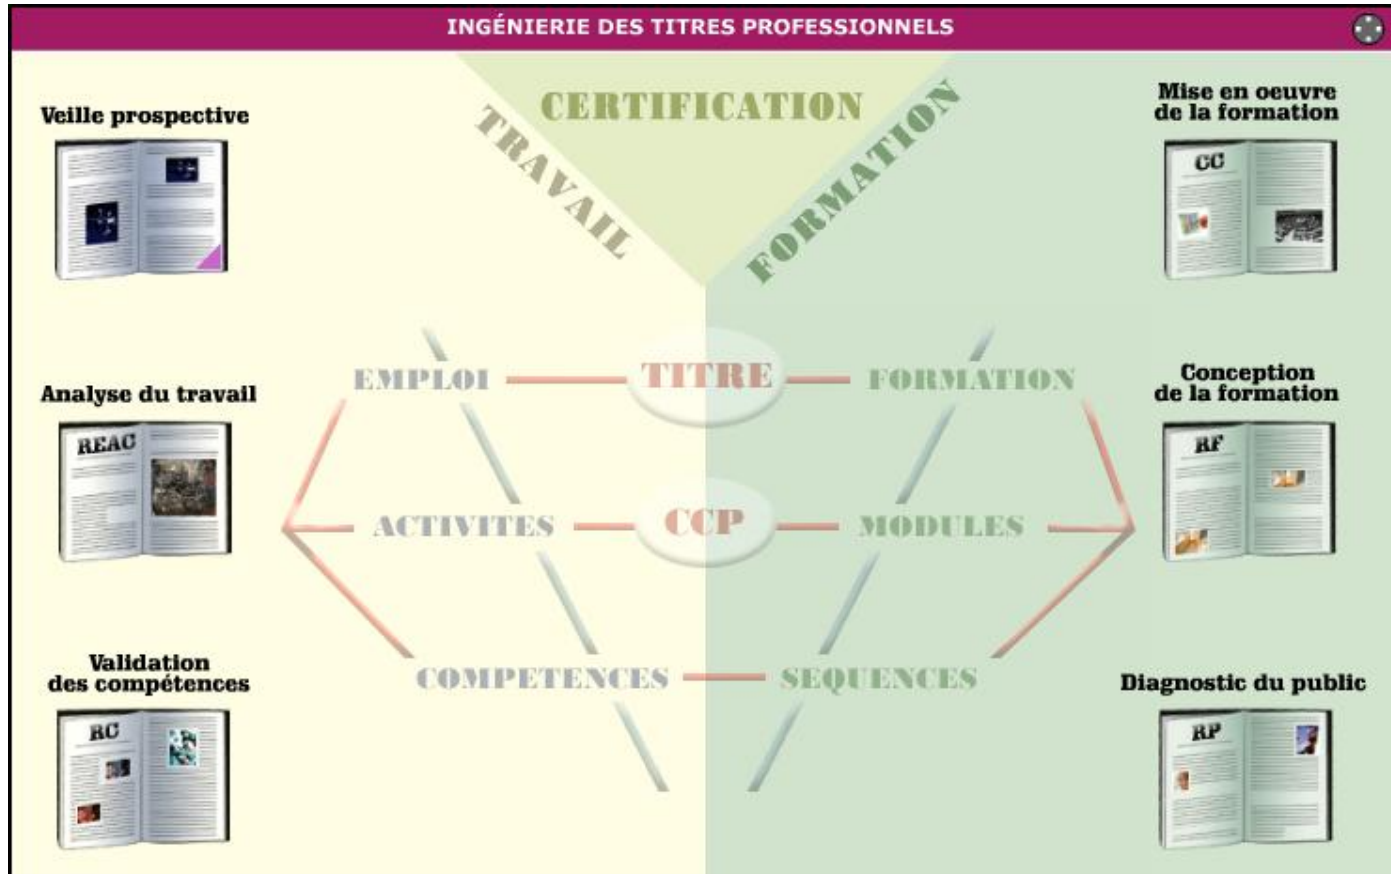 INGÉNIERIE DES TITRES PROFESSIONNELS
CERTIFICATION
TRAVAIL
FORMATION
Veille prospective
Mise en oeuvre
de la formation
CC
Analyse du travail
REAC
EMPLOI
TITRE
FORMATION
Conception
de la formation
RF
ACTIVITES
CCP
MODULES
Validation
des compétences
RC
COMPETENCES
SEQUENCES
Diagnostic du public
RP